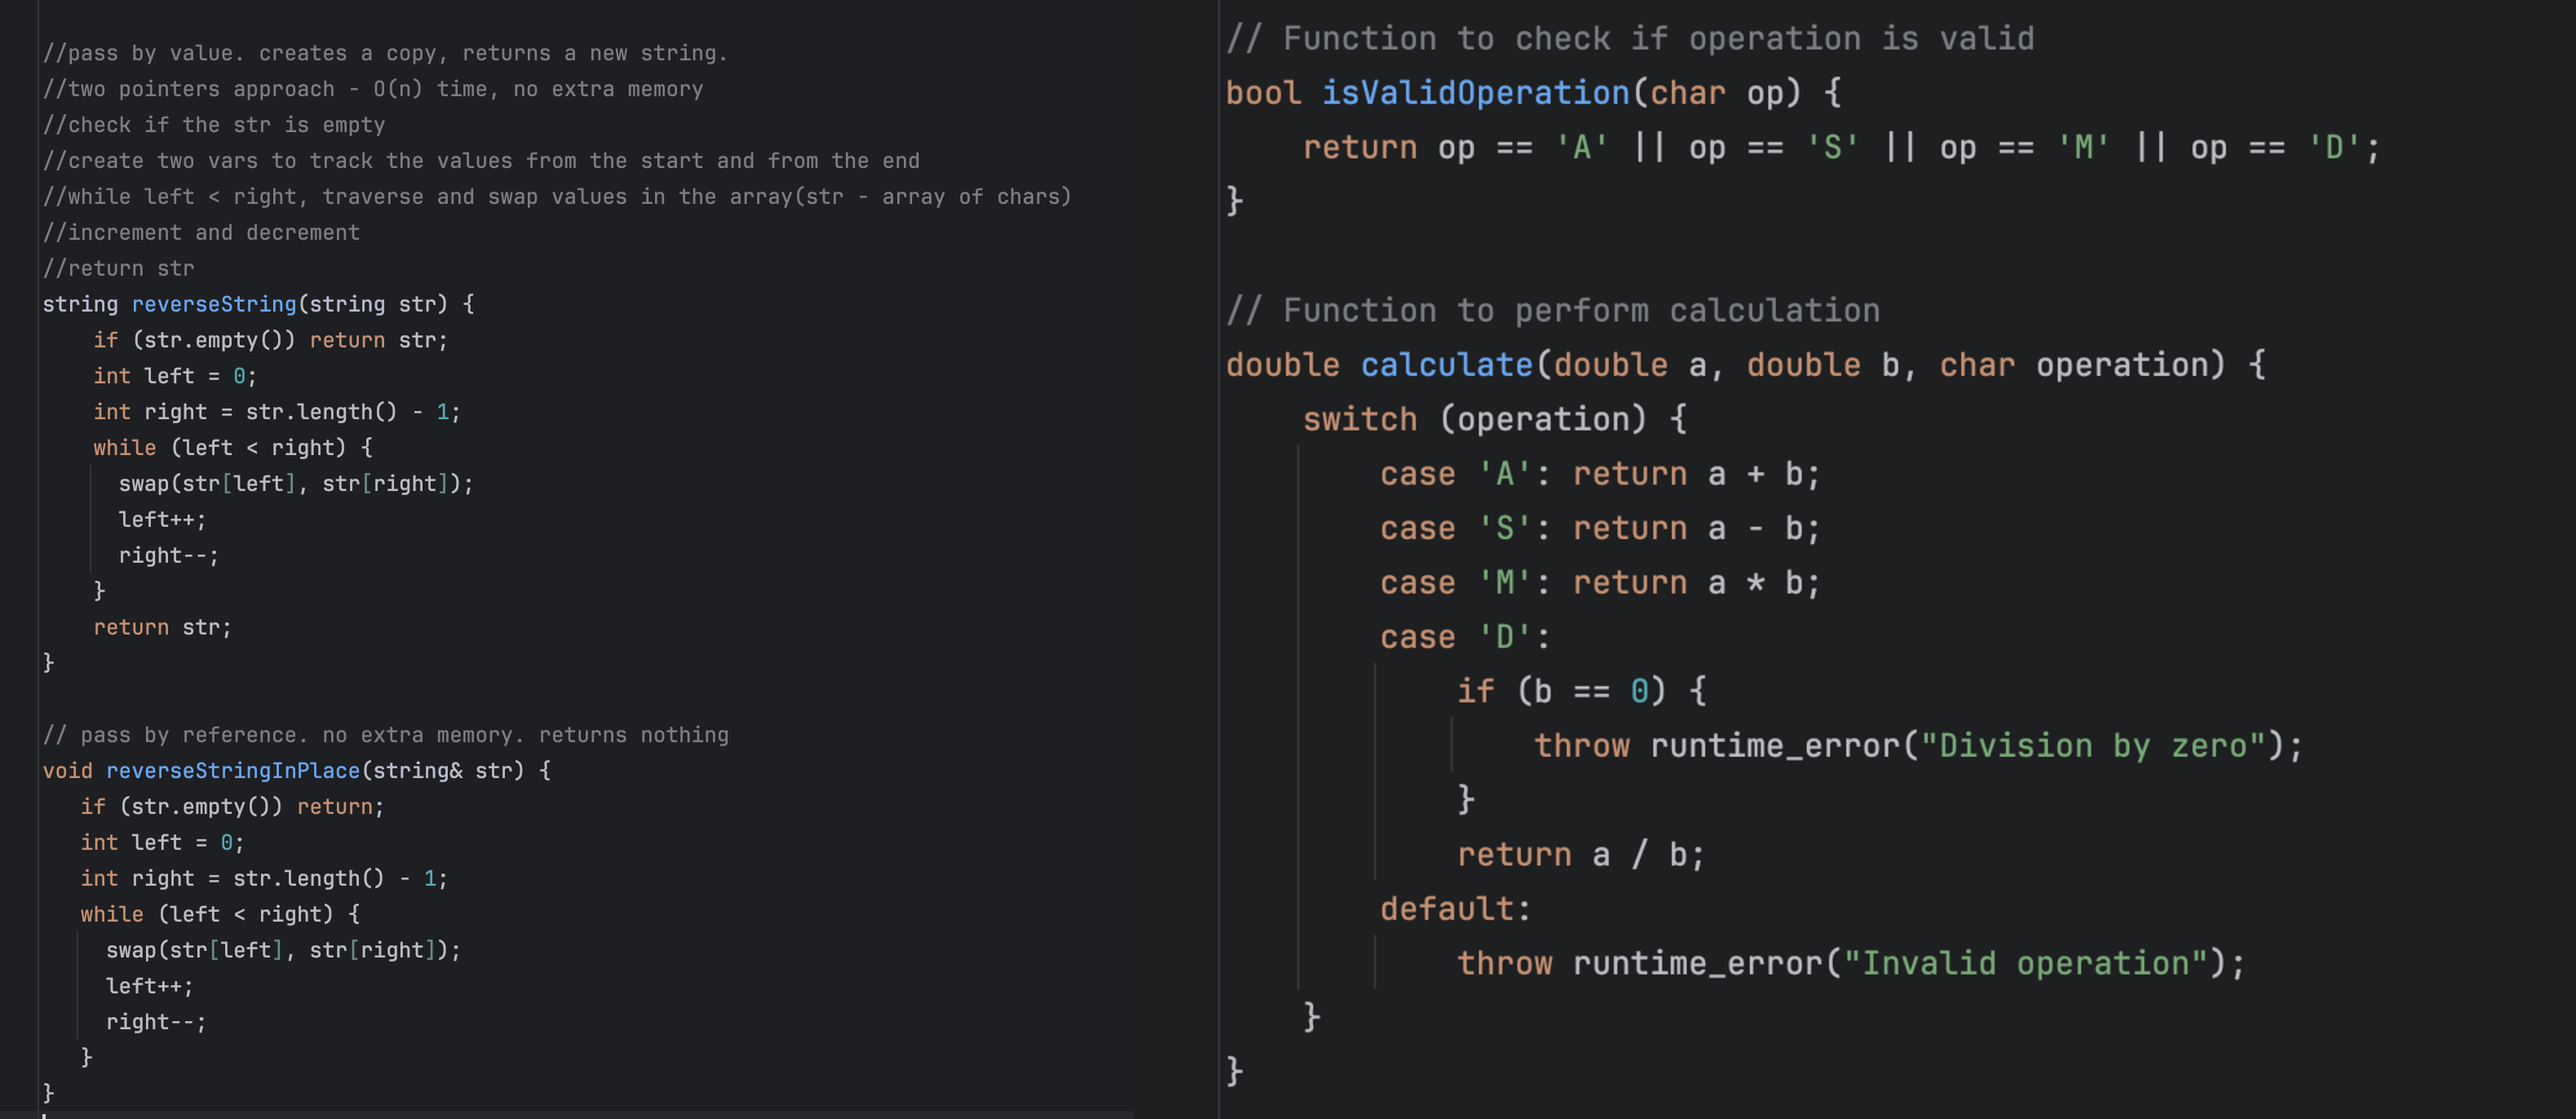 //pass by value. creates a copy, returns a new string.
//two pointers approach - O(n) time, no extra memory
//check if the str is empty
//create two vars to track the values from the start and from the end
//while left < right, traverse and swap values in the array(str - array of chars)
//increment and decrement
//return str
string reverseString(string str) {
    if (str.empty()) return str;
    int left = 0;
    int right = str.length() - 1;
    while (left < right) {
      swap(str[left], str[right]);
      left++;
      right--;
    }
    return str;
}

// pass by reference. no extra memory. returns nothing
void reverseStringInPlace(string& str) {
   if (str.empty()) return;
   int left = 0;
   int right = str.length() - 1;
   while (left < right) {
     swap(str[left], str[right]);
     left++;
     right--;
   }
}

// Function to check if operation is valid
bool isValidOperation(char op) {
    return op == 'A' || op == 'S' || op == 'M' || op == 'D';
}

// Function to perform calculation
double calculate(double a, double b, char operation) {
    switch (operation) {
        case 'A': return a + b;
        case 'S': return a - b;
        case 'M': return a * b;
        case 'D':
            if (b == 0) {
                throw runtime_error("Division by zero");
            }
            return a / b;
        default:
            throw runtime_error("Invalid operation");
    }
}